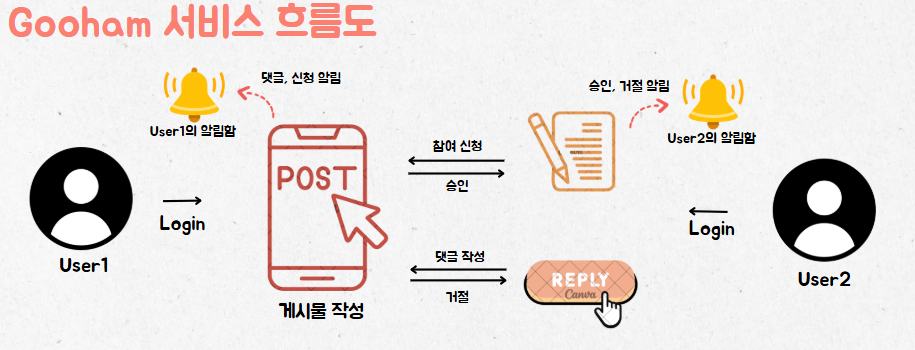 Gooham 서비스 흐름도
댓글, 신청 알림
승인, 거절 알림
User1의 알림함
User2의 알림함
참여 신청
승인
POST
Login
Login
User1
User2
댓글 작성
거절
REPLY
Canva
게시물 작성